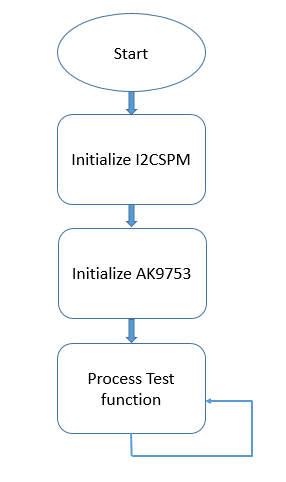 Start
Initialize I2CSPM
Initialize AK9753
Process Test
function